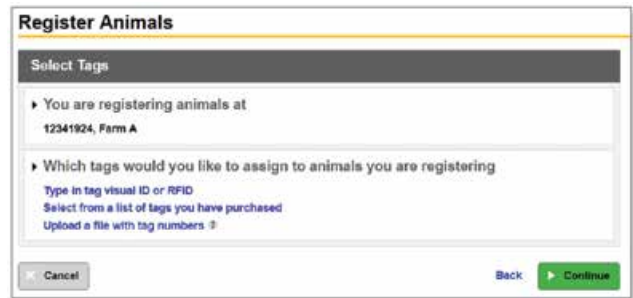 Register Animals
Select Tags
You are registering animals at
12341924, Farm A
Which tags would you like to assign to animals you are registering
Type in tag visual ID or RFID
Select from a list of tags you have purchased
Upload a file with tag numbers
Cancel
Back
Continue